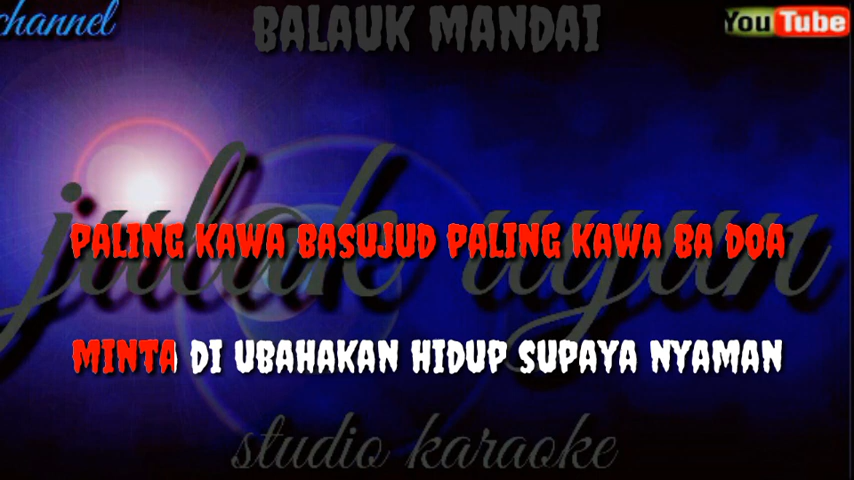 channel
BALAUK MANDAI
YouTube
julak uyun
PALING KAWA BASUJUD PALING KAWA BA DOA
MINTA DI UBAHAKAN HIDUP SUPAYA NYAMAN
studio karaoke